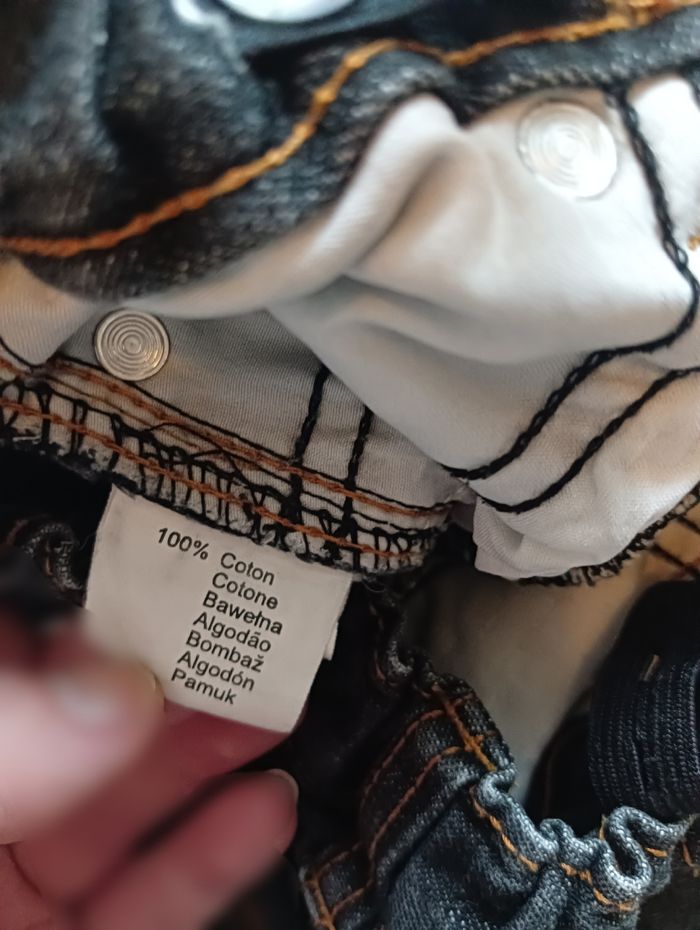 100% Coton
Cotone
Bawełna
Algodão
Bombaž
Algodón
Pamuk